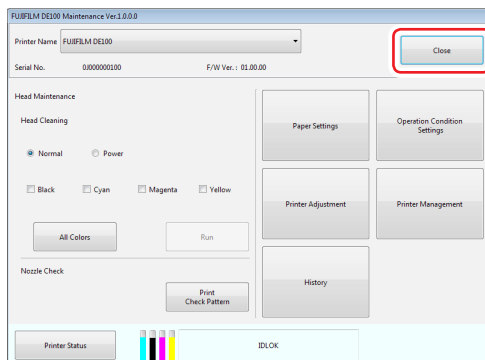 FUJIFILM DE100 Maintenance Ver.1.0.0.0
Printer Name FUJIFILM DE100
Close
Serial No. 0J000000100 F/W Ver. : 01.00.00
Head Maintenance
Head Cleaning
Normal Power
Black Cyan Magenta Yellow
All Colors Run
Nozzle Check
Print
Check Pattern
Paper Settings
Operation Condition
Settings
Printer Adjustment
Printer Management
History
Printer Status
IDLOK